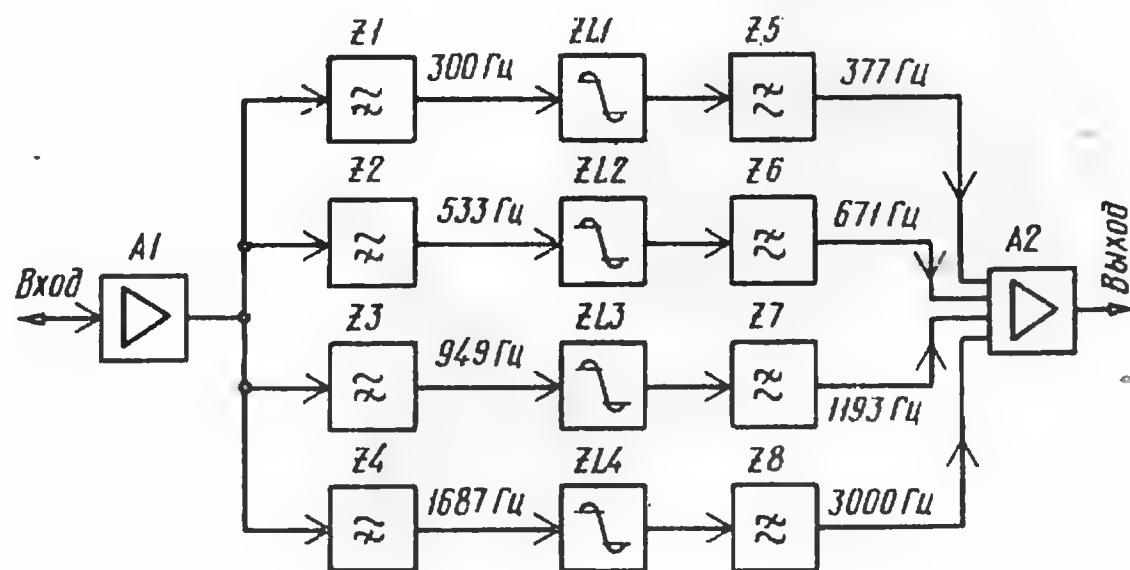 Z1 ZL1 Z5
300 Гц 377 Гц
Z2 ZL2 Z6
533 Гц 671 Гц
A1 A2
Вход Выход
Z3 ZL3 Z7
949 Гц 1193 Гц
Z4 ZL4 Z8
1687 Гц 3000 Гц